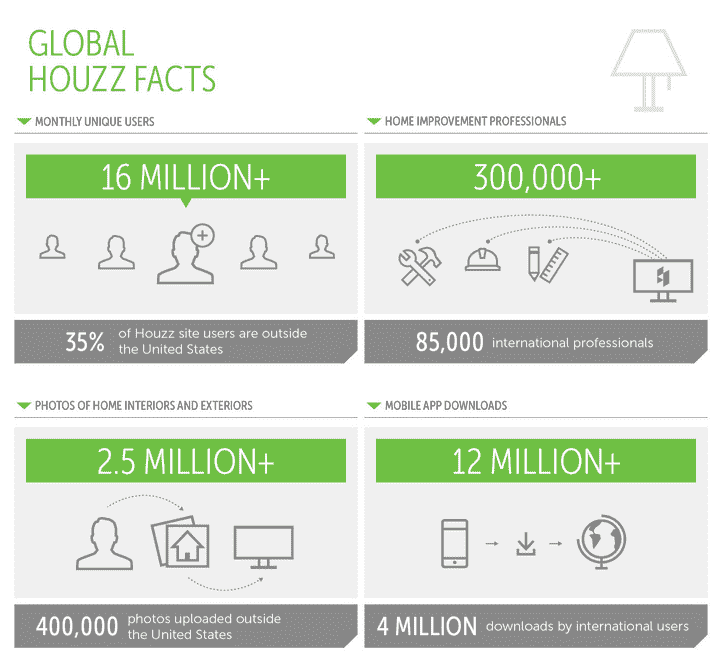 GLOBAL
HOUZZ FACTS
MONTHLY UNIQUE USERS
16 MILLION+
35% of Houzz site users are outside
the United States
HOME IMPROVEMENT PROFESSIONALS
300,000+
85,000 international professionals
PHOTOS OF HOME INTERIORS AND EXTERIORS
2.5 MILLION+
400,000 photos uploaded outside
the United States
MOBILE APP DOWNLOADS
12 MILLION+
4 MILLION downloads by international users